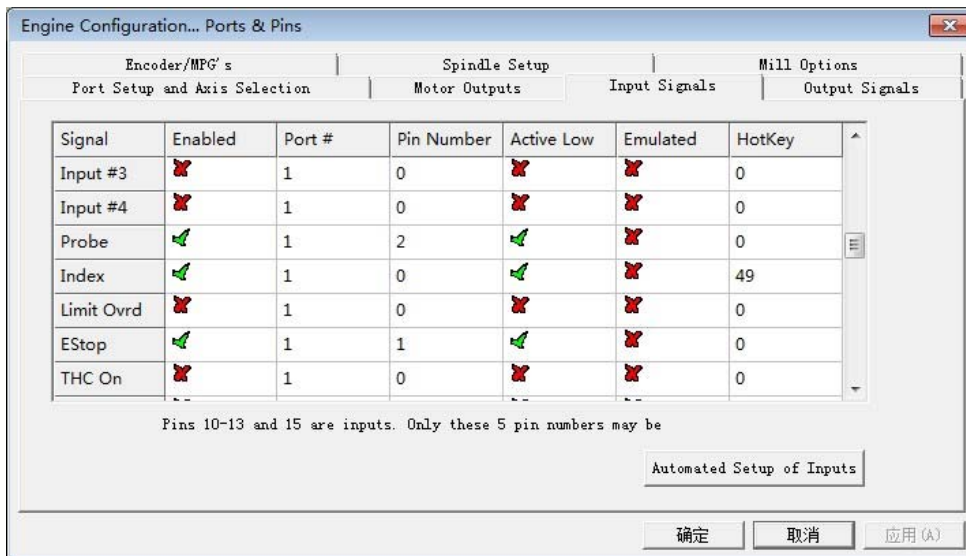 Engine Configuration... Ports & Pins
Encoder/MPG's Spindle Setup Mill Options
Port Setup and Axis Selection Motor Outputs Input Signals Output Signals
Signal Enabled Port # Pin Number Active Low Emulated HotKey
Input #3 1 0 0
Input #4 1 0 0
Probe 1 2 0
Index 1 0 49
Limit Ovrd 1 0 0
EStop 1 1 0
THC On 1 0 0
Pins 10-13 and 15 are inputs. Only these 5 pin numbers may be
Automated Setup of Inputs
确定 取消 应用(A)